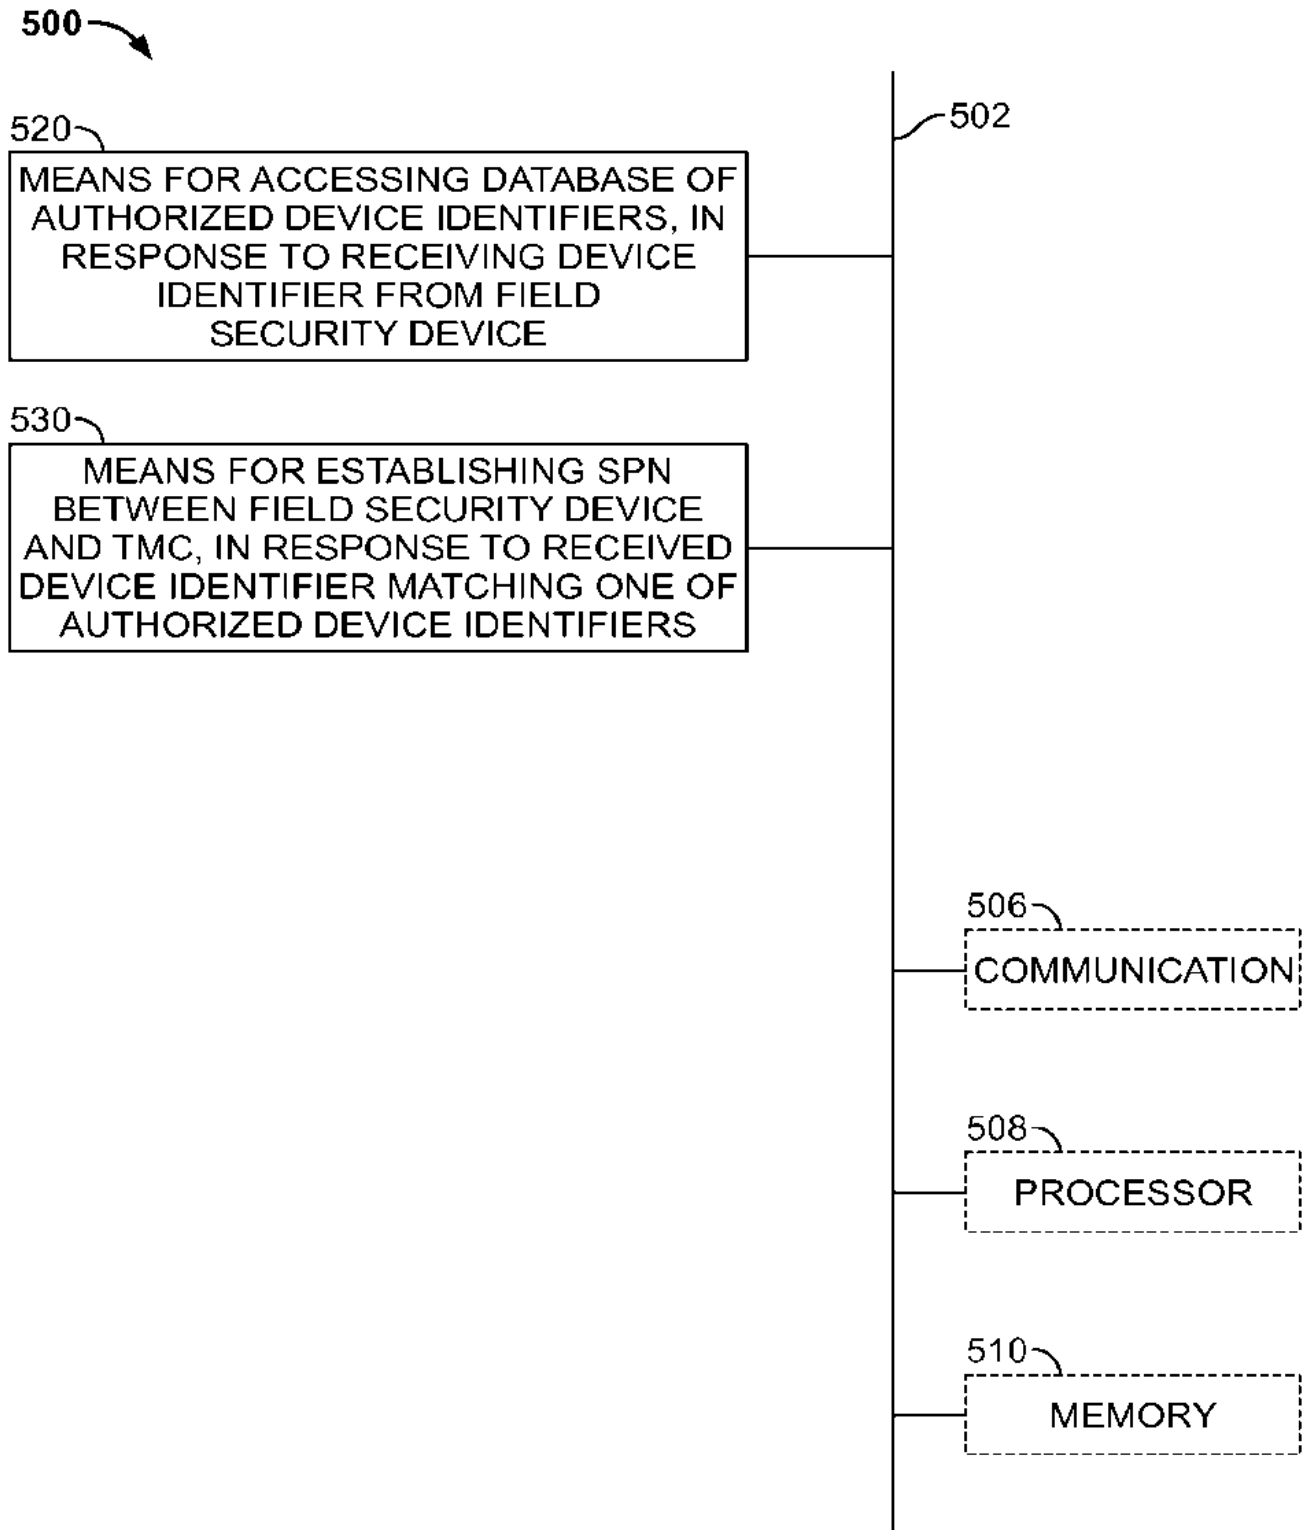 500
502
520
MEANS FOR ACCESSING DATABASE OF
AUTHORIZED DEVICE IDENTIFIERS, IN
RESPONSE TO RECEIVING DEVICE
IDENTIFIER FROM FIELD
SECURITY DEVICE
530
MEANS FOR ESTABLISHING SPN
BETWEEN FIELD SECURITY DEVICE
AND TMC, IN RESPONSE TO RECEIVED
DEVICE IDENTIFIER MATCHING ONE OF
AUTHORIZED DEVICE IDENTIFIERS
506
COMMUNICATION
508
PROCESSOR
510
MEMORY